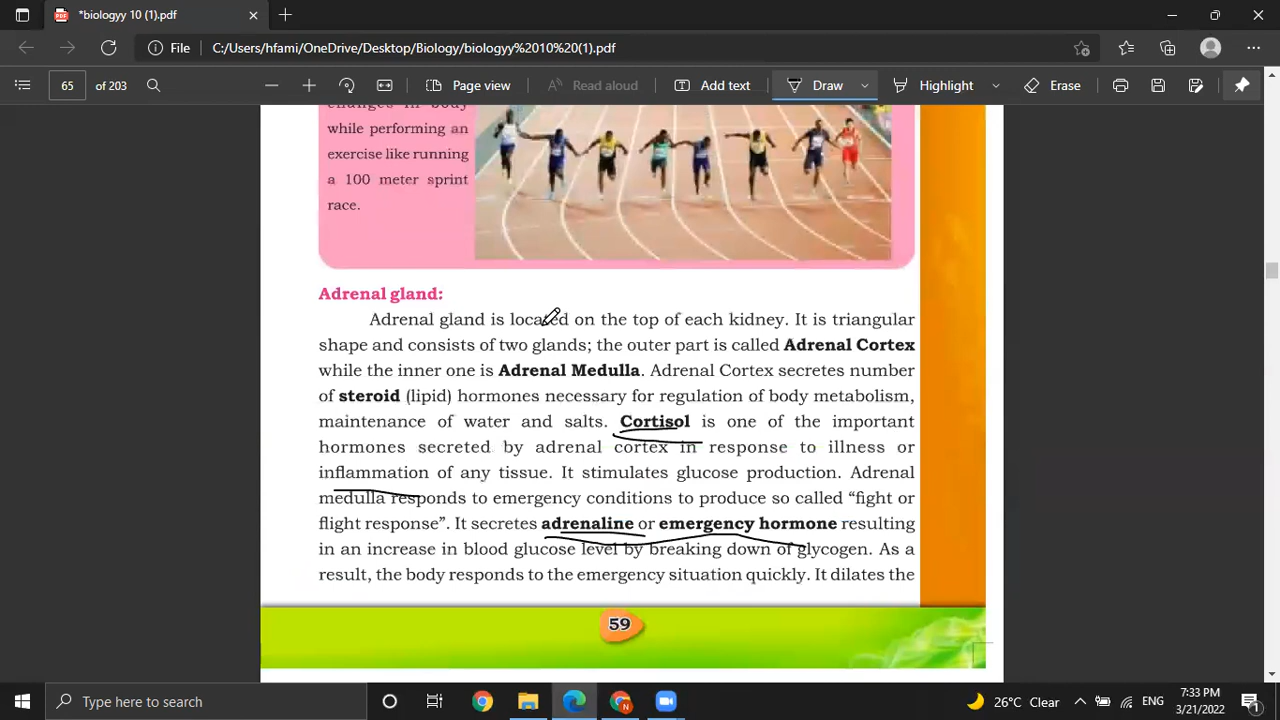 *biologyy 10 (1).pdf
File C:/Users/hfami/OneDrive/Desktop/Biology/biologyy%2010%20(1).pdf
65 of 203 Page view Read aloud Add text Draw Highlight Erase
changes in body
while performing an
exercise like running
a 100 meter sprint
race.
Adrenal gland:
Adrenal gland is located on the top of each kidney. It is triangular
shape and consists of two glands; the outer part is called Adrenal Cortex
while the inner one is Adrenal Medulla. Adrenal Cortex secretes number
of steroid (lipid) hormones necessary for regulation of body metabolism,
maintenance of water and salts. Cortisol is one of the important
hormones secreted by adrenal cortex in response to illness or
inflammation of any tissue. It stimulates glucose production. Adrenal
medulla responds to emergency conditions to produce so called “fight or
flight response”. It secretes adrenaline or emergency hormone resulting
in an increase in blood glucose level by breaking down of glycogen. As a
result, the body responds to the emergency situation quickly. It dilates the
59
Type here to search
26°C Clear
ENG
7:33 PM
3/21/2022